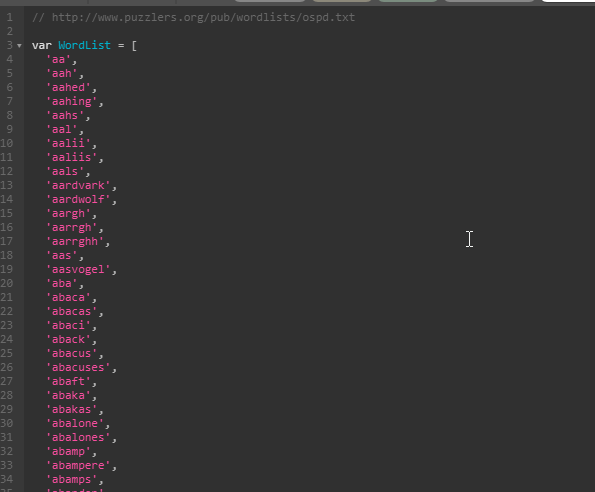 1 // http://www.puzzlers.org/pub/wordlists/ospd.txt
2
3 var WordList = [
4 'aa',
5 'aah',
6 'aahed',
7 'aahing',
8 'aahs',
9 'aal',
10 'aalii',
11 'aaliis',
12 'aals',
13 'aardvark',
14 'aardwolf',
15 'aargh',
16 'aarrgh',
17 'aarrghh',
18 'aas',
19 'aasvogel',
20 'aba',
21 'abaca',
22 'abacas',
23 'abaci',
24 'aback',
25 'abacus',
26 'abacuses',
27 'abaft',
28 'abaka',
29 'abakas',
30 'abalone',
31 'abalones',
32 'abamp',
33 'abampere',
34 'abamps',